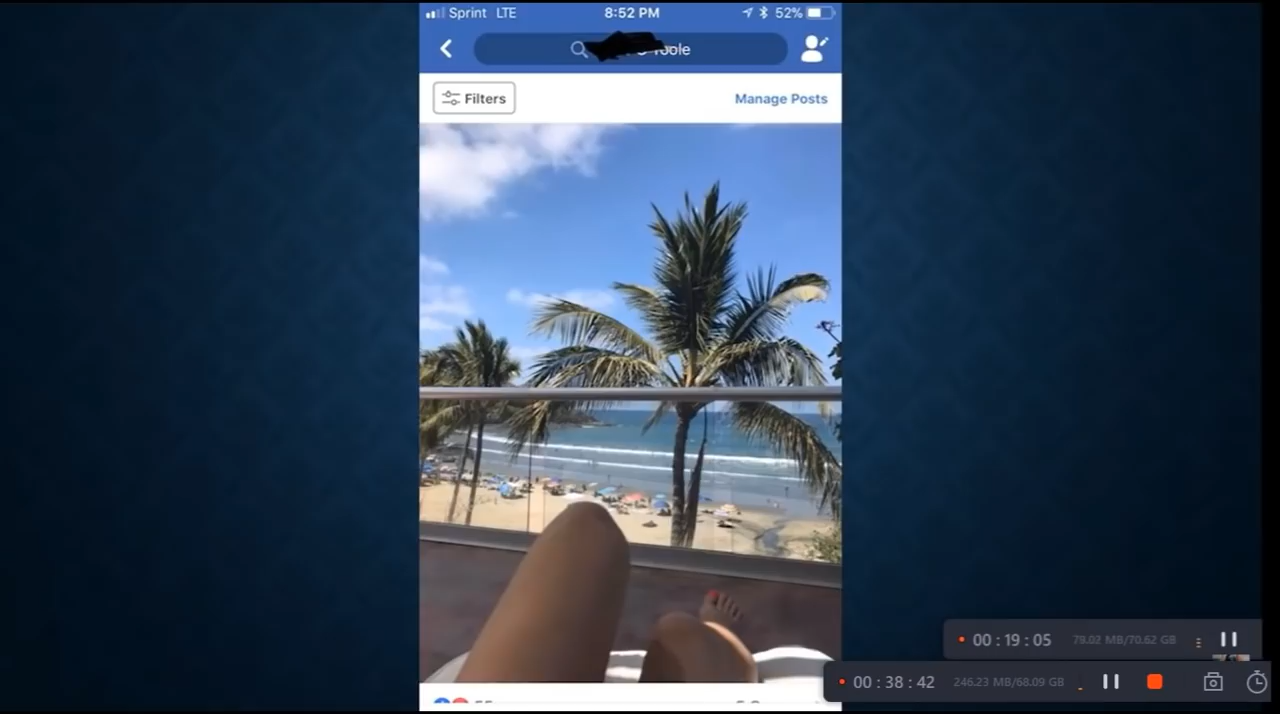 Sprint LTE 8:52 PM 52%
Filters Manage Posts
00 : 19 : 05 79.02 MB/70.62 GB
00 : 38 : 42 246.23 MB/68.09 GB